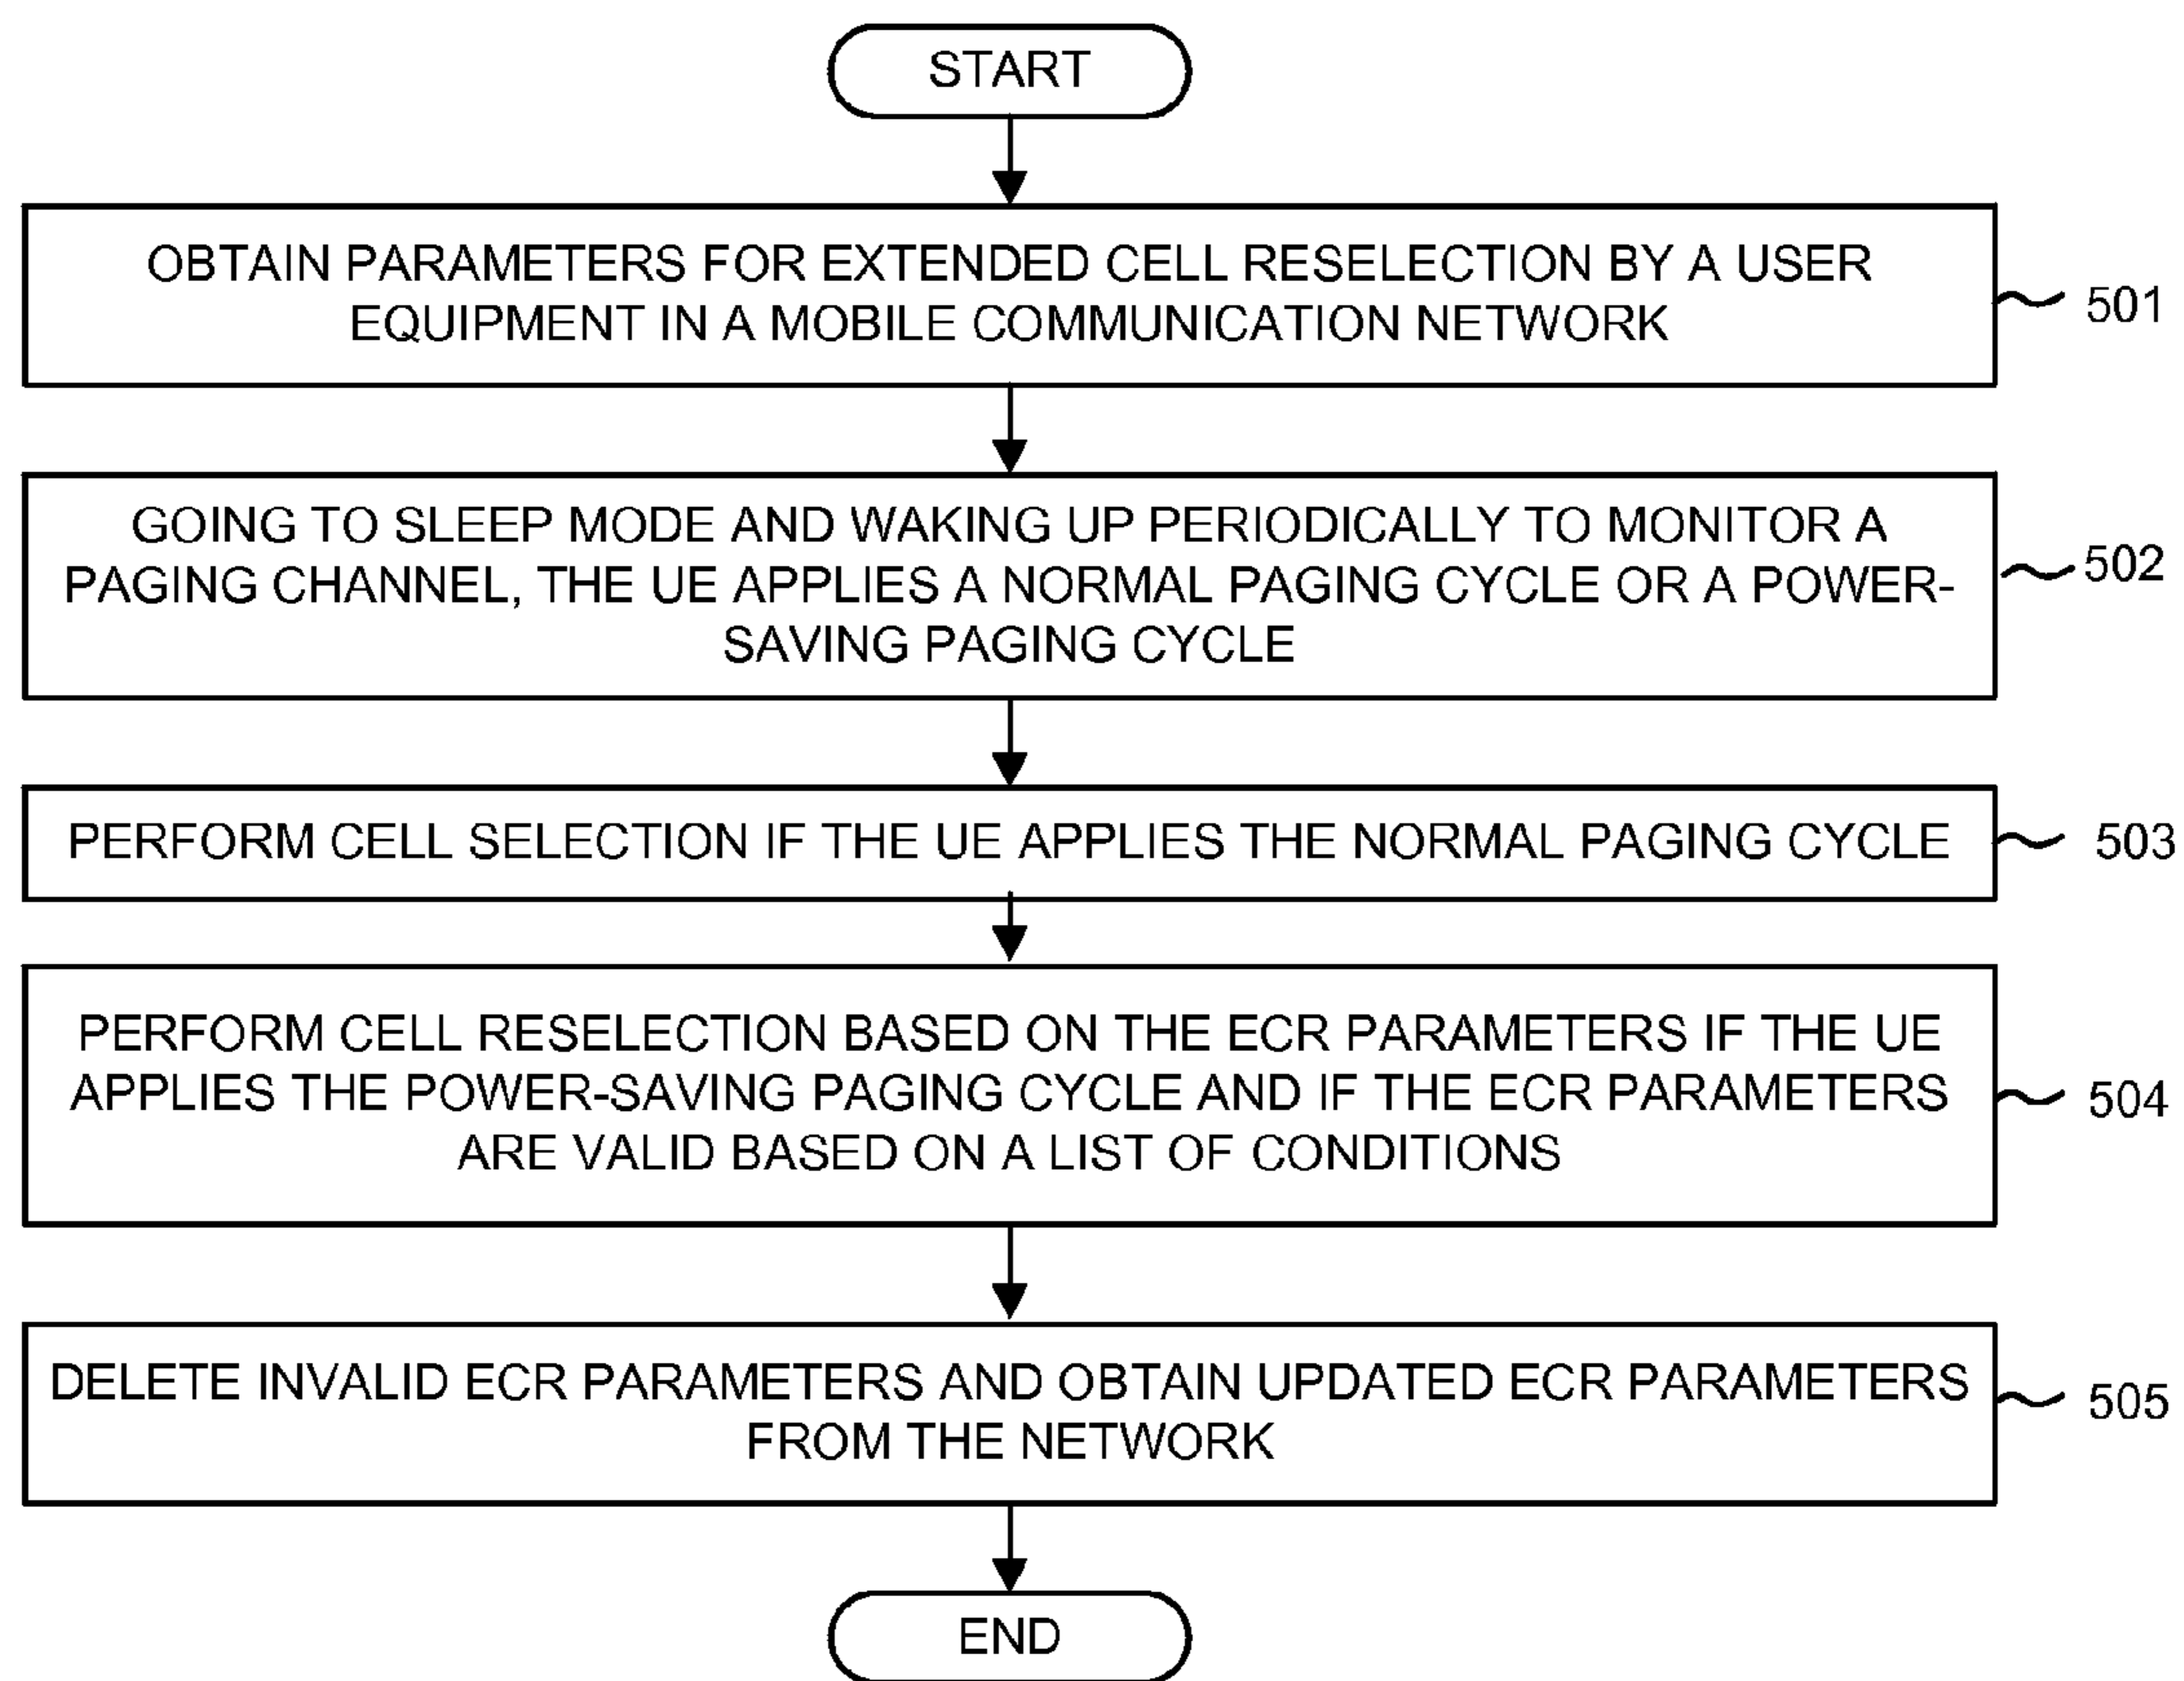 START
OBTAIN PARAMETERS FOR EXTENDED CELL RESELECTION BY A USER
EQUIPMENT IN A MOBILE COMMUNICATION NETWORK
501
GOING TO SLEEP MODE AND WAKING UP PERIODICALLY TO MONITOR A
PAGING CHANNEL, THE UE APPLIES A NORMAL PAGING CYCLE OR A POWER-
SAVING PAGING CYCLE
502
PERFORM CELL SELECTION IF THE UE APPLIES THE NORMAL PAGING CYCLE
503
PERFORM CELL RESELECTION BASED ON THE ECR PARAMETERS IF THE UE
APPLIES THE POWER-SAVING PAGING CYCLE AND IF THE ECR PARAMETERS
ARE VALID BASED ON A LIST OF CONDITIONS
504
DELETE INVALID ECR PARAMETERS AND OBTAIN UPDATED ECR PARAMETERS
FROM THE NETWORK
505
END